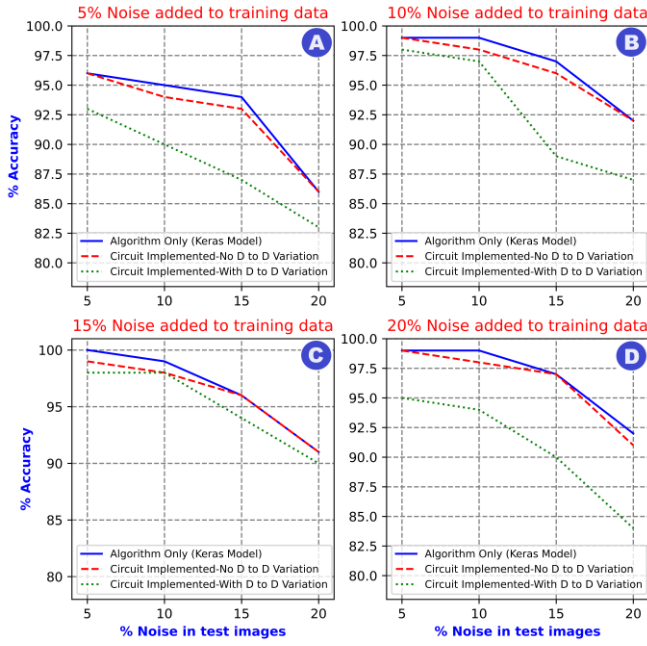 5% Noise added to training data
A
100.0
97.5
95.0
92.5
90.0
87.5
85.0
82.5
80.0
% Accuracy
Algorithm Only (Keras Model)
Circuit Implemented-No D to D Variation
Circuit Implemented-With D to D Variation
5 10 15 20
10% Noise added to training data
B
100.0
97.5
95.0
92.5
90.0
87.5
85.0
82.5
80.0
Algorithm Only (Keras Model)
Circuit Implemented-No D to D Variation
Circuit Implemented-With D to D Variation
5 10 15 20
15% Noise added to training data
C
100
95
90
85
80
% Accuracy
Algorithm Only (Keras Model)
Circuit Implemented-No D to D Variation
Circuit Implemented-With D to D Variation
5 10 15 20
% Noise in test images
20% Noise added to training data
D
100.0
97.5
95.0
92.5
90.0
87.5
85.0
82.5
80.0
Algorithm Only (Keras Model)
Circuit Implemented-No D to D Variation
Circuit Implemented-With D to D Variation
5 10 15 20
% Noise in test images